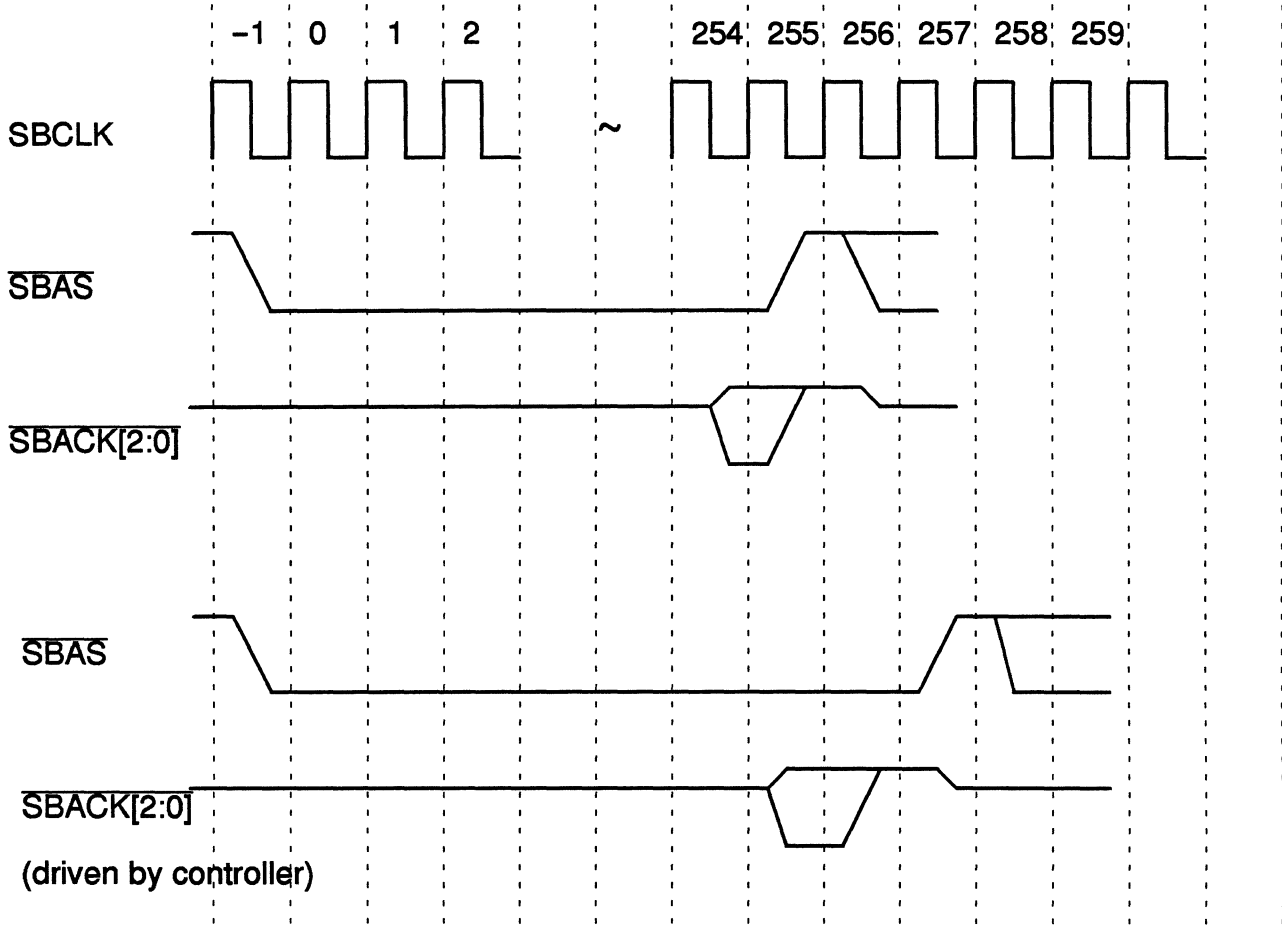 −1 0 1 2 254 255 256 257 258 259
SBCLK
~
SBAS
SBACK[2:0]
SBAS
SBACK[2:0]
(driven by controller)